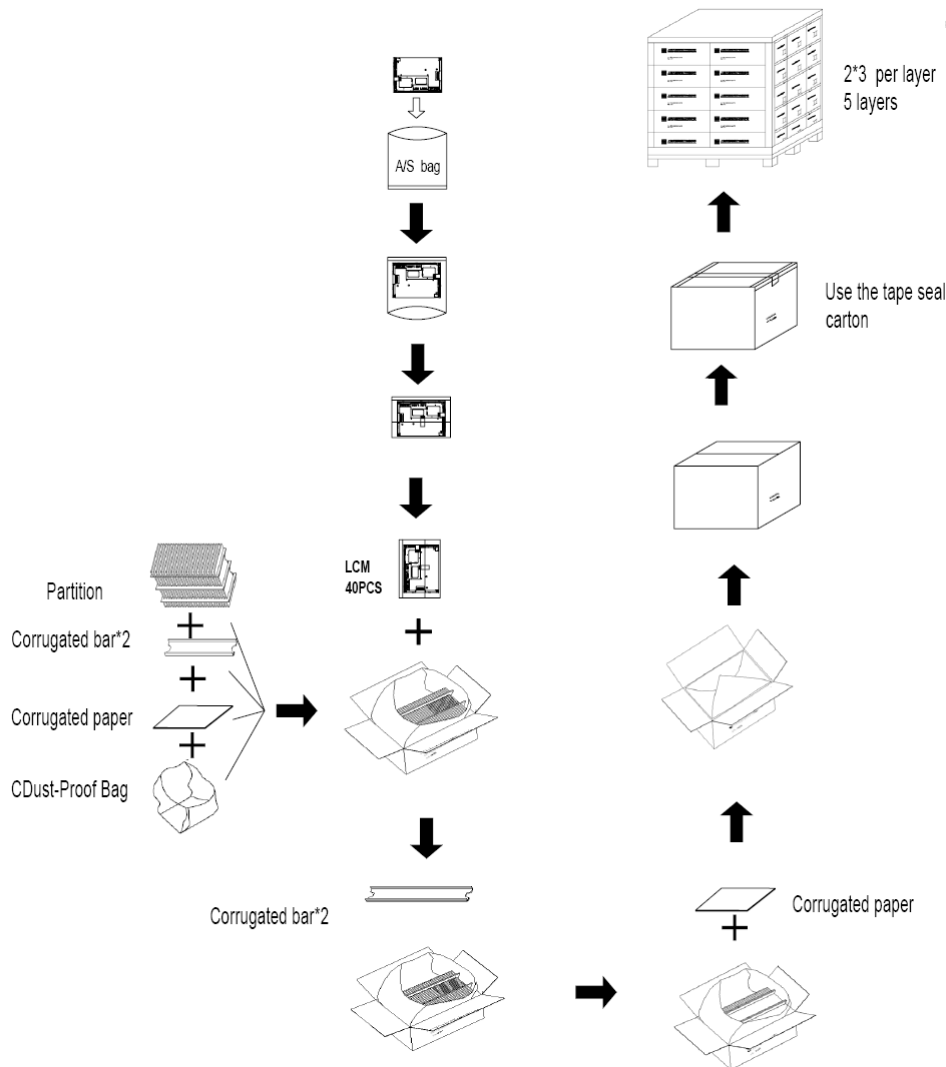 A/S bag
LCM
40PCS
Partition
Corrugated bar*2
Corrugated paper
CDust-Proof Bag
Corrugated bar*2
Corrugated paper
Use the tape seal
carton
2*3 per layer
5 layers